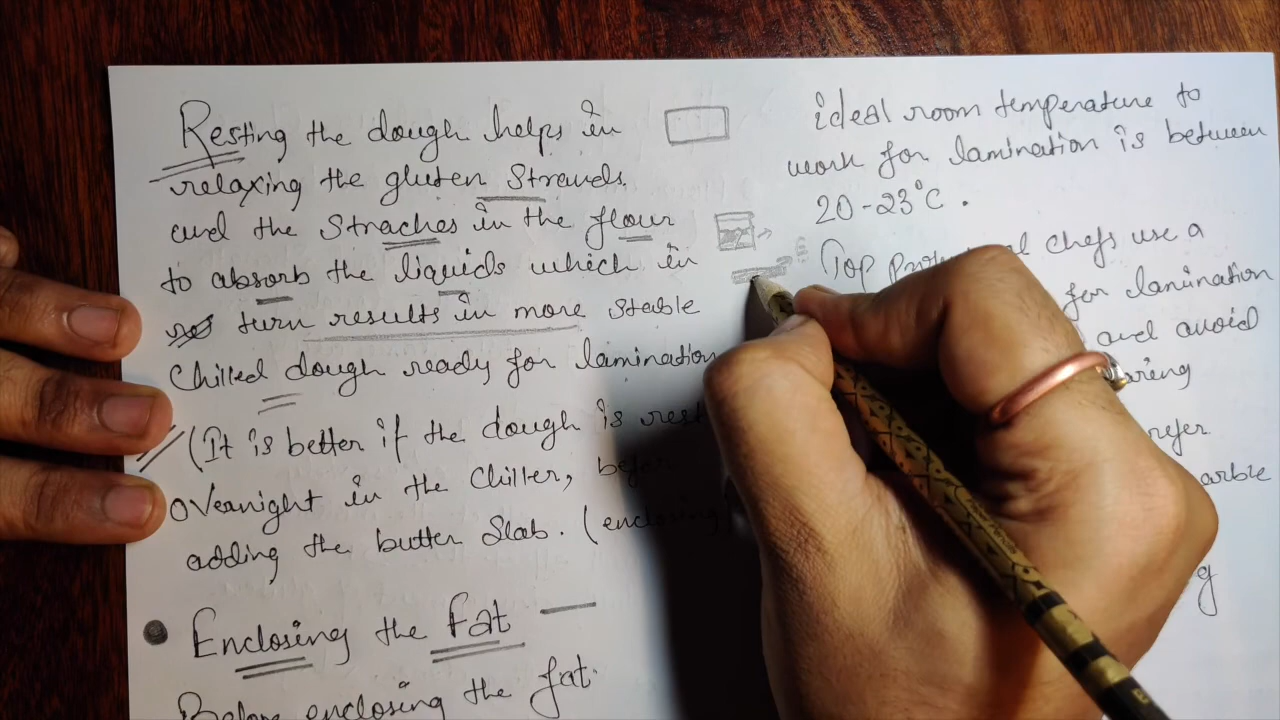 Resting the dough helps in
relaxing the gluten Strands
and the Straches in the flour
to absorb the liquids which in
turn results in more stable
Chilled dough ready for lamination
(It is better if the dough is rest
Overnight in the Chiller, befor
adding the butter Slab. (enclosing)
Enclosing the Fat —
Before enclosing the fat.
ideal room temperature to
work for lamination is between
20-23°C.
Top chefs use a
for lamination
and avoid